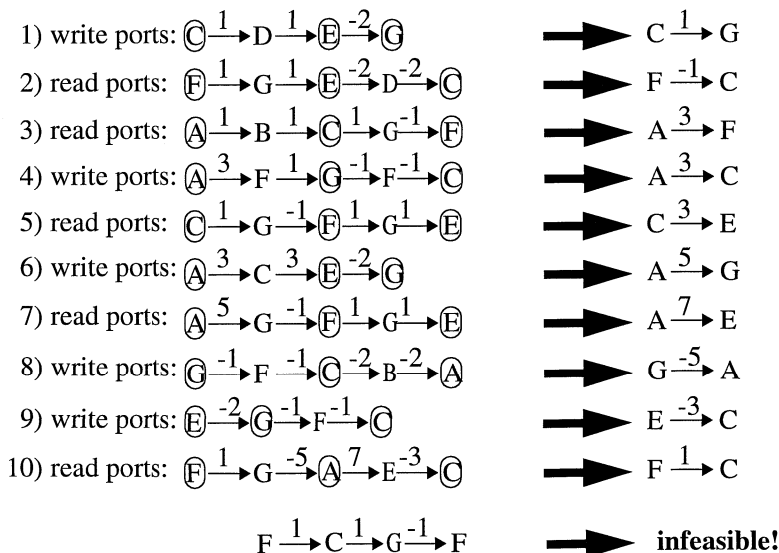 1) write ports: C 1 D 1 E -2 G C 1 G
2) read ports: F 1 G 1 E -2 D -2 C F -1 C
3) read ports: A 1 B 1 C 1 G -1 F A 3 F
4) write ports: A 3 F 1 G -1 F -1 C A 3 C
5) read ports: C 1 G -1 F 1 G 1 E C 3 E
6) write ports: A 3 C 3 E -2 G A 5 G
7) read ports: A 5 G -1 F 1 G 1 E A 7 E
8) write ports: G -1 F -1 C -2 B -2 A G -5 A
9) write ports: E -2 G -1 F -1 C E -3 C
10) read ports: F 1 G -5 A 7 E -3 C F 1 C
F 1 C 1 G -1 F infeasible!